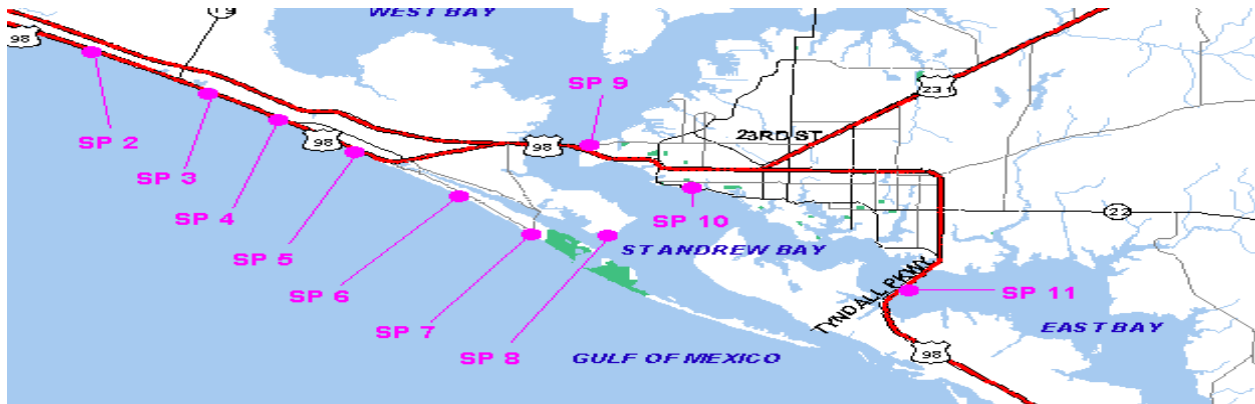 WEST BAY
19
98
SP 2
SP 3
SP 4
98
SP 5
SP 6
SP 7
SP 8
SP 9
98
231
23RD ST
SP 10
ST ANDREW BAY
22
TYNDALL PKWY
SP 11
EAST BAY
98
GULF OF MEXICO